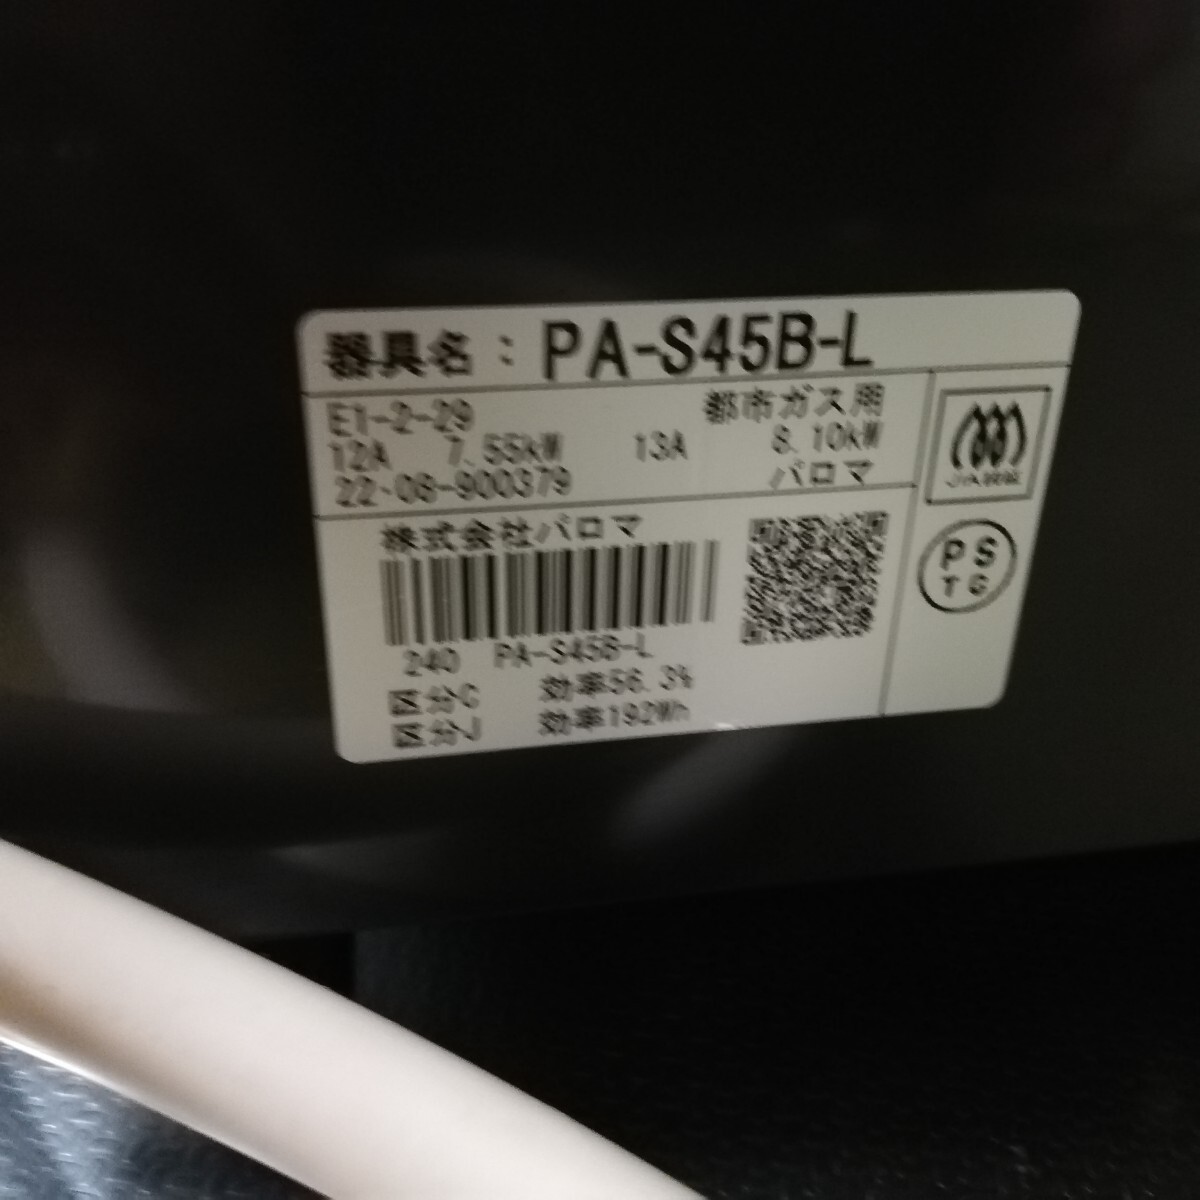 器具名：PA-S45B-L
E1-2-29 都市ガス用
12A 7.55kW 13A 8.10kW
22-08-900379 パロマ
株式会社パロマ
240 PA-S45B-L
区分C 効率56.3%
区分J 効率192Wh
PS
TG